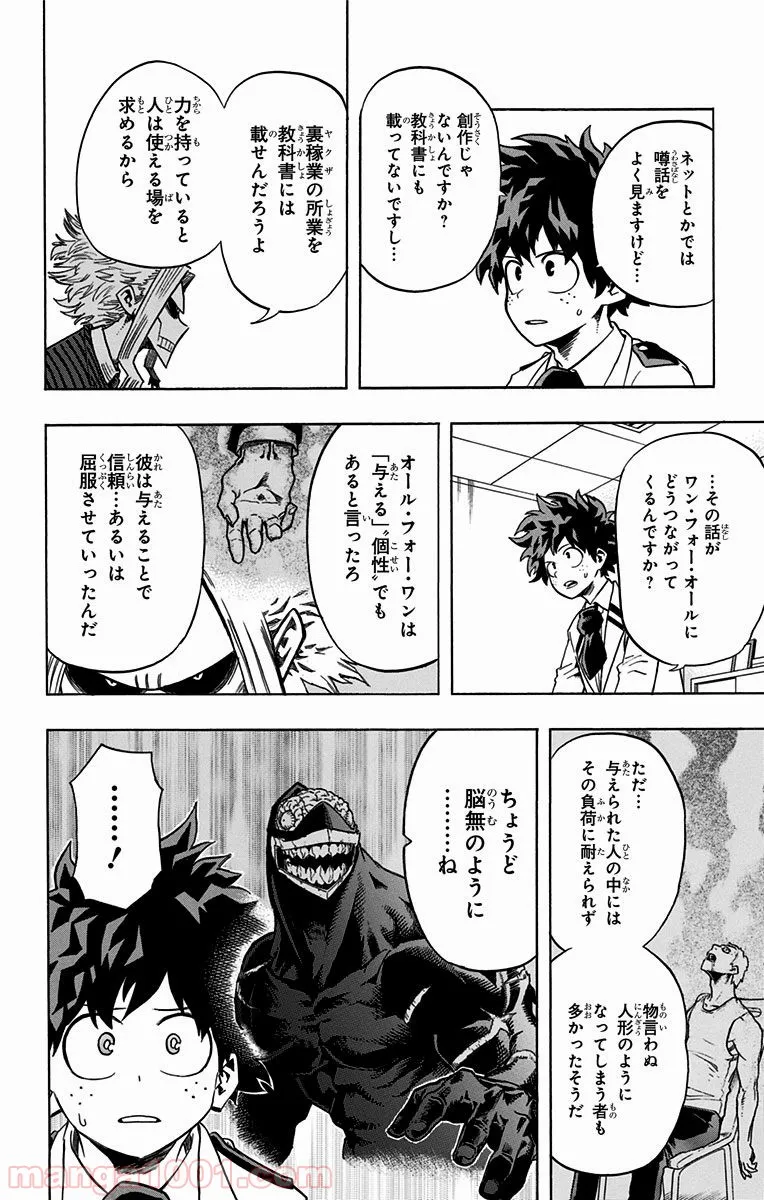 ネットとかでは
噂話を
よく見ますけど…
創作じゃ
ないんですか？
教科書にも
載ってないですし…
裏稼業の所業を
教科書には
載せんだろうよ
力を持っていると
人は使える場を
求めるから
…その話が
ワン・フォー・オールに
どうつながって
くるんですか？
オール・フォー・ワンは
「与える」〝個性〟でも
あると言ったろ
彼は与えることで
信頼…あるいは
屈服させていったんだ
ただ…
与えられた人の中には
その負荷に耐えられず
物言わぬ
人形のように
なってしまう者も
多かったそうだ
ちょうど
脳無のように
………ね
……！
manga1001.com